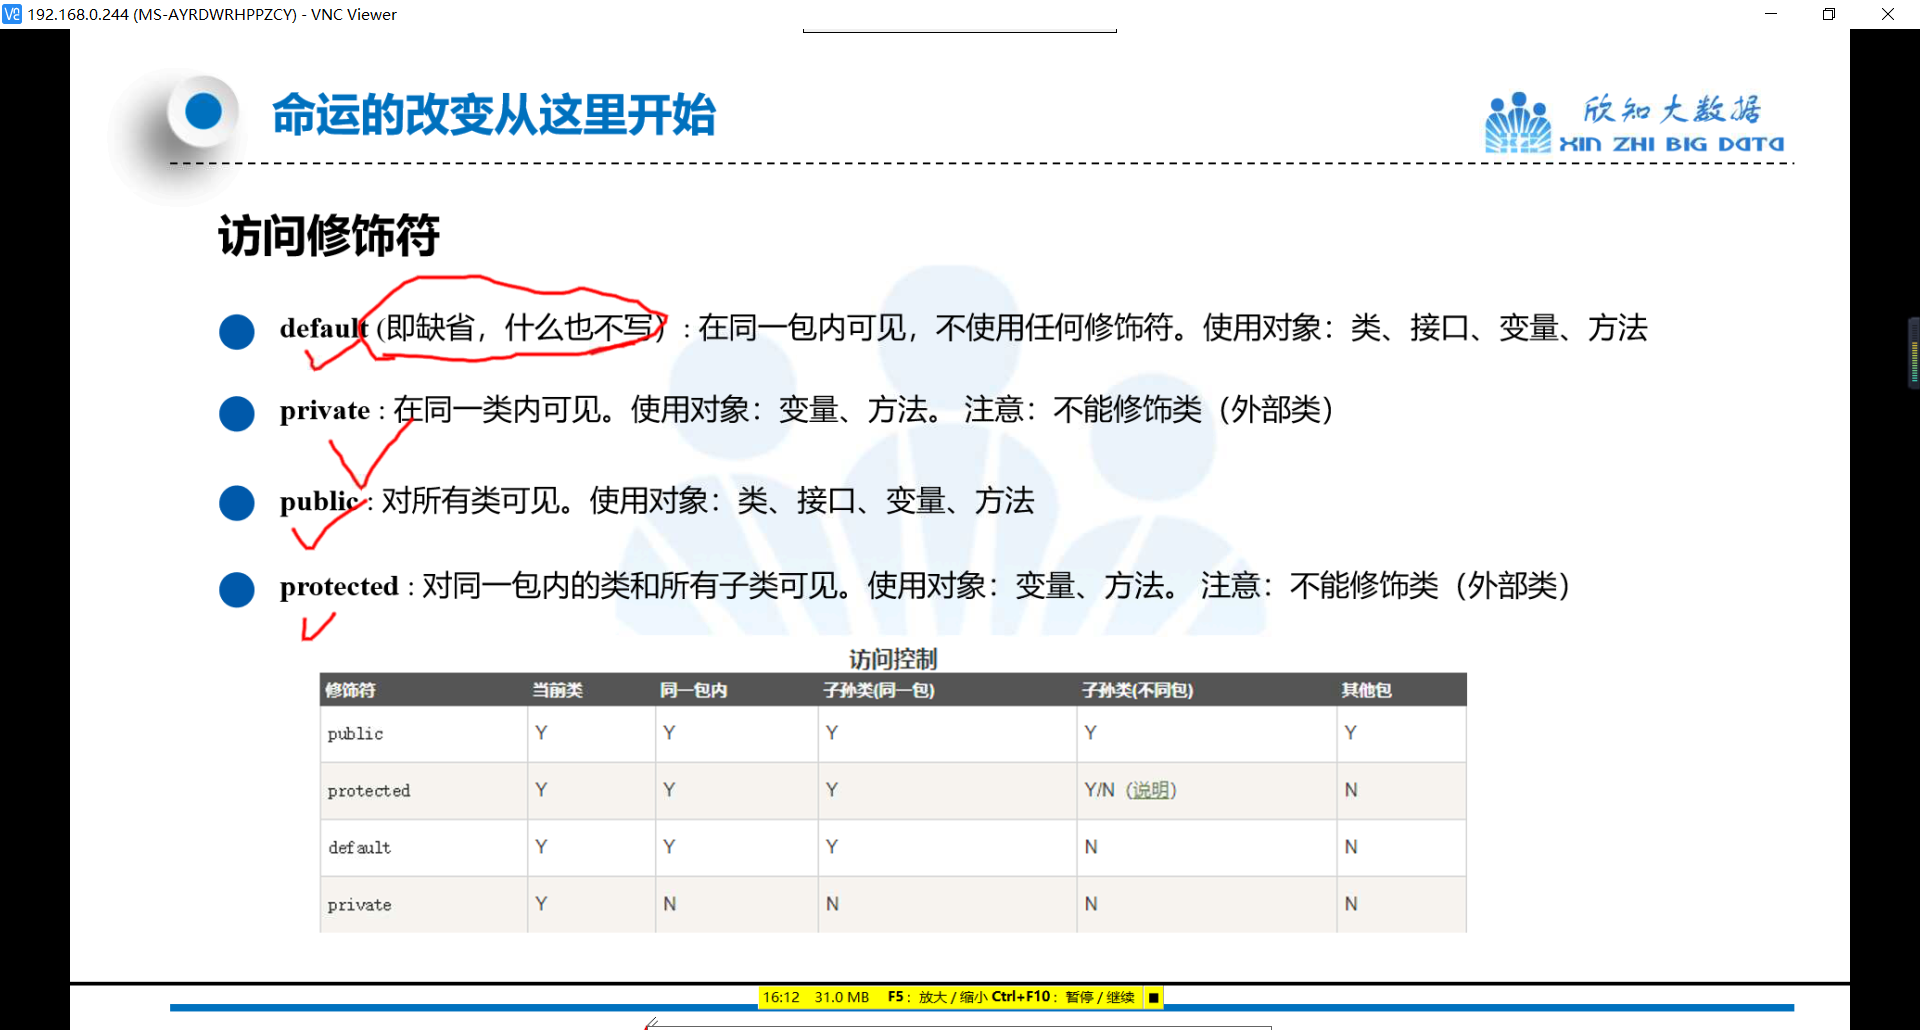 192.168.0.244 (MS-AYRDWRHPPZCY) - VNC Viewer
命运的改变从这里开始
欣知大数据
XIN ZHI BIG DATA
访问修饰符
default (即缺省，什么也不写）: 在同一包内可见，不使用任何修饰符。使用对象：类、接口、变量、方法
private : 在同一类内可见。使用对象：变量、方法。 注意：不能修饰类（外部类）
public : 对所有类可见。使用对象：类、接口、变量、方法
protected : 对同一包内的类和所有子类可见。使用对象：变量、方法。 注意：不能修饰类（外部类）
访问控制
修饰符 当前类 同一包内 子孙类(同一包) 子孙类(不同包) 其他包
public Y Y Y Y Y
protected Y Y Y Y/N（说明） N
default Y Y Y N N
private Y N N N N
16:12 31.0 MB F5：放大 / 缩小 Ctrl+F10：暂停 / 继续